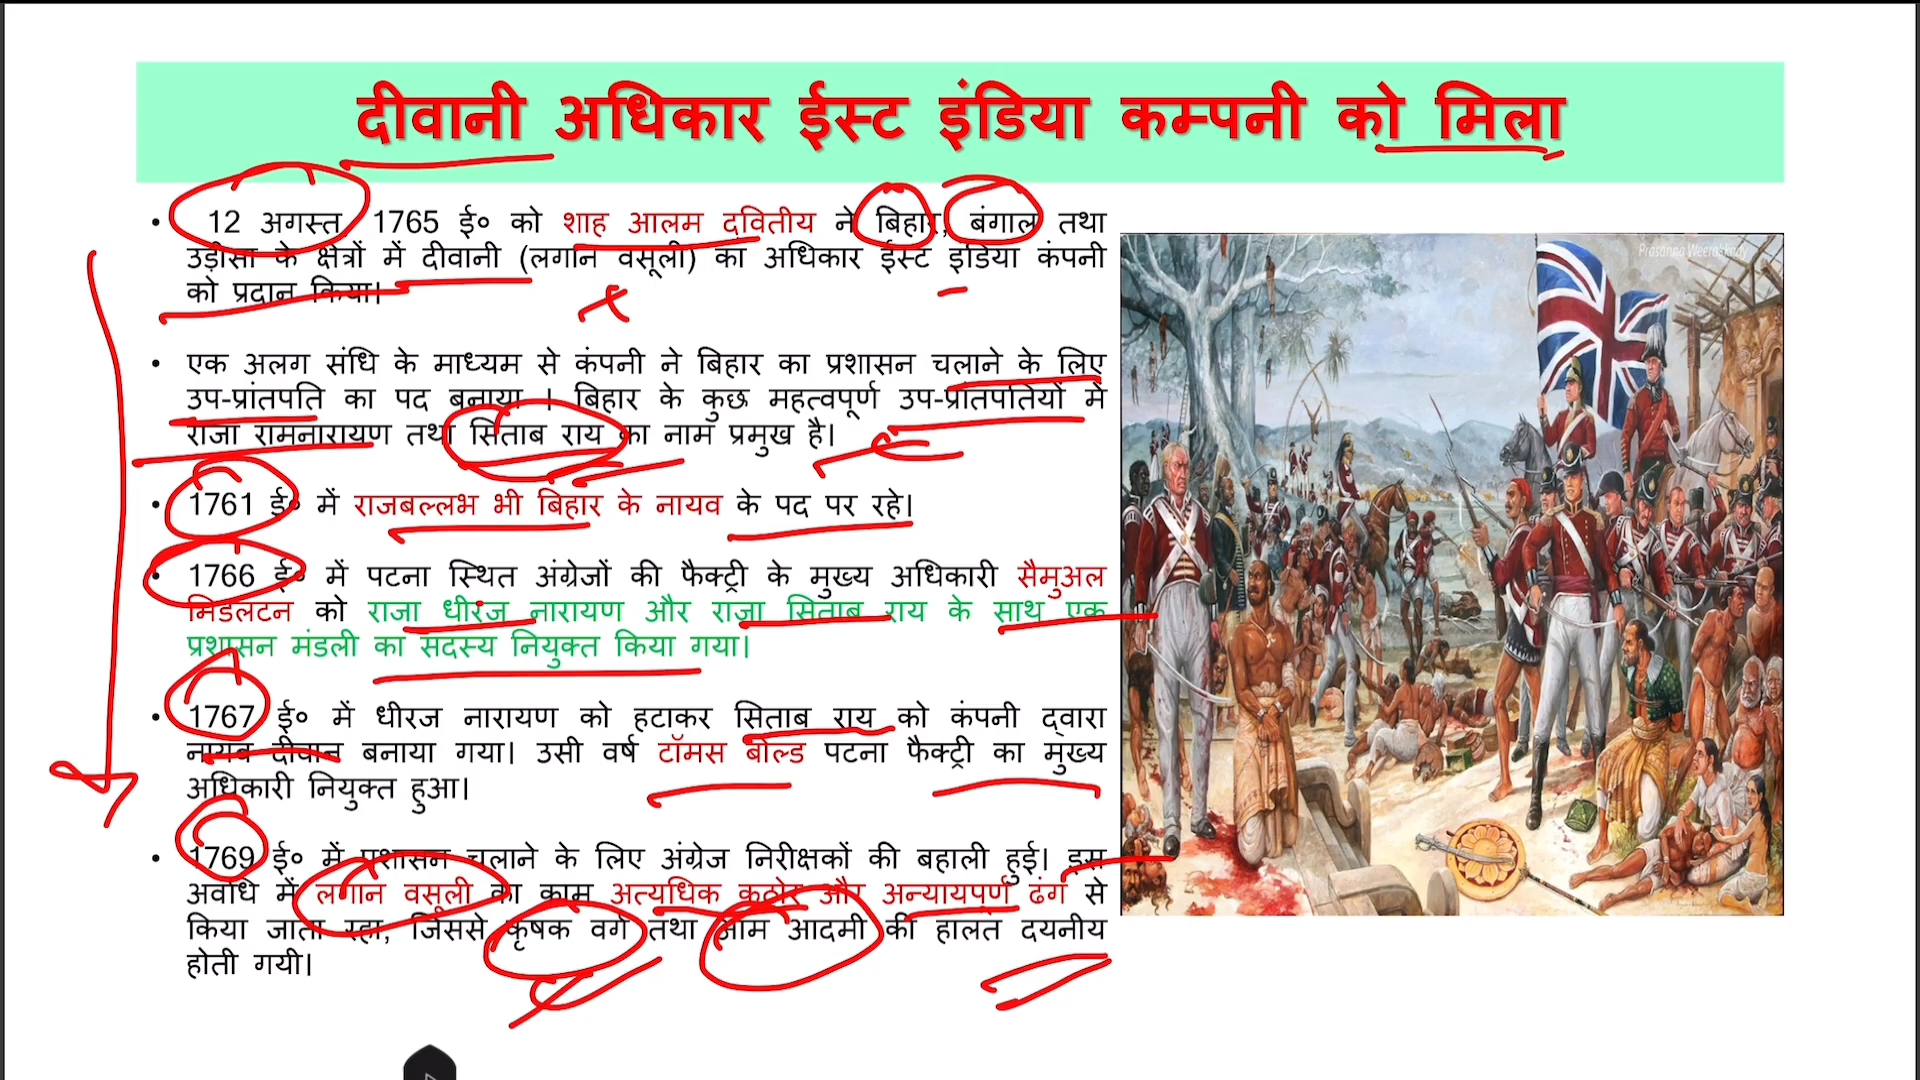 दीवानी अधिकार ईस्ट इंडिया कम्पनी को मिला
• 12 अगस्त, 1765 ई० को शाह आलम द्वितीय ने बिहार, बंगाल तथा
उड़ीसा के क्षेत्रों में दीवानी (लगान वसूली) का अधिकार ईस्ट इंडिया कंपनी
को प्रदान किया।
• एक अलग संधि के माध्यम से कंपनी ने बिहार का प्रशासन चलाने के लिए
उप-प्रांतपति का पद बनाया । बिहार के कुछ महत्वपूर्ण उप-प्रांतपतियों में
राजा रामनारायण तथा सिताब राय का नाम प्रमुख है।
• 1761 ई० में राजबल्लभ भी बिहार के नायव के पद पर रहे।
• 1766 ई० में पटना स्थित अंग्रेजों की फैक्ट्री के मुख्य अधिकारी सैमुअल
मिडलटन को राजा धीरज नारायण और राजा सिताब राय के साथ एक
प्रशासन मंडली का सदस्य नियुक्त किया गया।
• 1767 ई० में धीरज नारायण को हटाकर सिताब राय को कंपनी द्वारा
नायब दीवान बनाया गया। उसी वर्ष टॉमस बोल्ड पटना फैक्ट्री का मुख्य
अधिकारी नियुक्त हुआ।
• 1769 ई० में प्रशासन चलाने के लिए अंग्रेज निरीक्षकों की बहाली हुई। इस
अवधि में लगान वसूली का काम अत्यधिक कठोर और अन्यायपूर्ण ढंग से
किया जाता रहा, जिससे कृषक वर्ग तथा आम आदमी की हालत दयनीय
होती गयी।